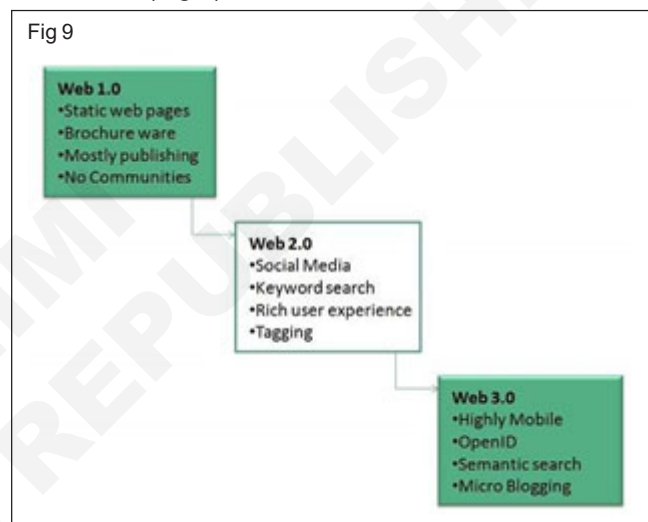 Fig 9
Web 1.0
•Static web pages
•Brochure ware
•Mostly publishing
•No Communities
Web 2.0
•Social Media
•Keyword search
•Rich user experience
•Tagging
Web 3.0
•Highly Mobile
•OpenID
•Semantic search
•Micro Blogging
REPUBLISH